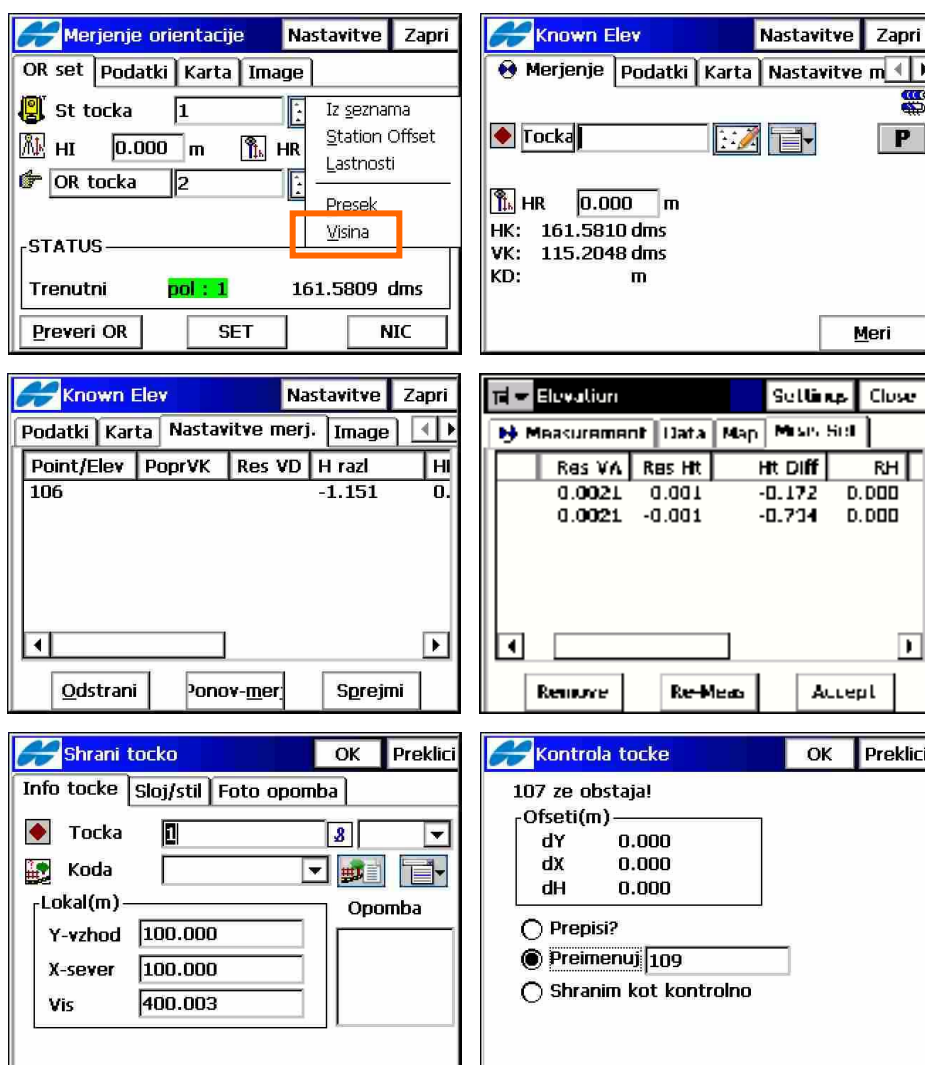 Merjenje orientacije Nastavitve Zapri
OR set Podatki Karta Image
St tocka 1
HI 0.000 m HR
OR tocka 2
Iz seznama
Station Offset
Lastnosti
Presek
Visina
STATUS
Trenutni pol : 1 161.5809 dms
Preveri OR SET NIC
Known Elev Nastavitve Zapri
Merjenje Podatki Karta Nastavitve m
Tocka P
HR 0.000 m
HK: 161.5810 dms
VK: 115.2048 dms
KD: m
Meri
Known Elev Nastavitve Zapri
Podatki Karta Nastavitve merj. Image
Point/Elev PoprVK Res VD H razl HI
106 -1.151 0.
Odstrani Ponov-mer Sprejmi
Elevation Settings Close
Measurement Data Map Meas. Set
Res VA Res Ht Ht Diff RH
0.0021 0.001 -0.172 0.000
0.0021 -0.001 -0.734 0.000
Remove Re-Meas Accept
Shrani tocko OK Preklici
Info tocke Sloj/stil Foto opomba
Tocka 1
Koda
Lokal(m) Opomba
Y-vzhod 100.000
X-sever 100.000
Vis 400.003
Kontrola tocke OK Preklici
107 ze obstaja!
Ofseti(m)
dY 0.000
dX 0.000
dH 0.000
Prepisi?
Preimenuj 109
Shranim kot kontrolno